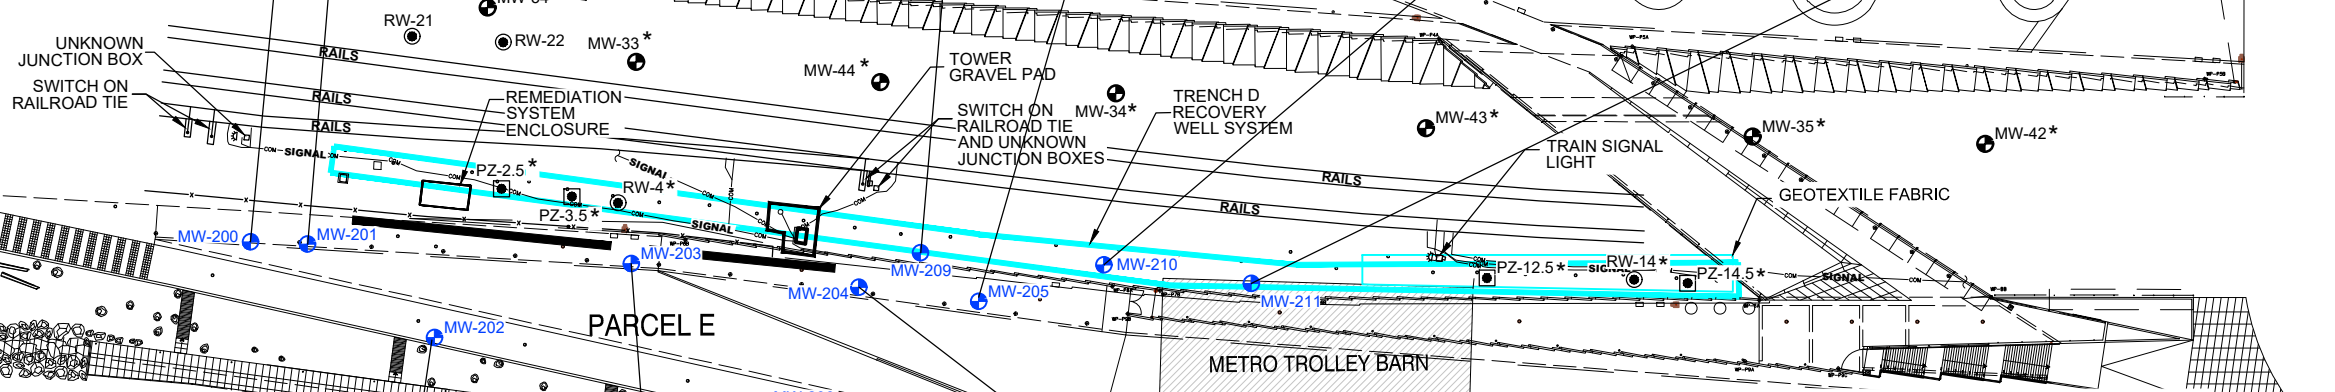 RW-21
RW-22
MW-33*
UNKNOWN
JUNCTION BOX
SWITCH ON
RAILROAD TIE
RAILS
RAILS
RAILS
REMEDIATION
SYSTEM
ENCLOSURE
MW-44*
TOWER
GRAVEL PAD
SWITCH ON
RAILROAD TIE
AND UNKNOWN
JUNCTION BOXES
MW-34*
TRENCH D
RECOVERY
WELL SYSTEM
MW-43*
TRAIN SIGNAL
LIGHT
MW-35*
MW-42*
GEOTEXTILE FABRIC
RAILS
RAILS
SIGNAL
PZ-2.5*
RW-4*
PZ-3.5*
SIGNAL
MW-200
MW-201
MW-203
MW-209
MW-204
MW-205
MW-210
MW-211
PZ-12.5*
RW-14*
PZ-14.5*
SIGNAL
MW-202
PARCEL E
METRO TROLLEY BARN